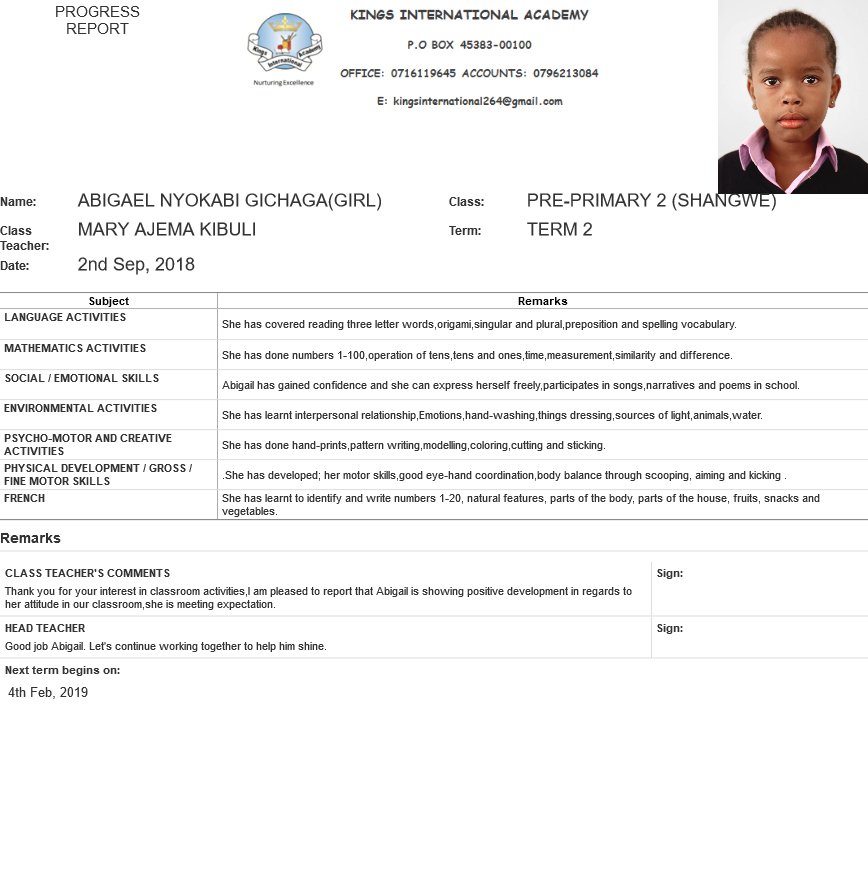 PROGRESS
REPORT
Kings International Academy
Nurturing Excellence
KINGS INTERNATIONAL ACADEMY
P.O BOX 45383-00100
OFFICE: 0716119645 ACCOUNTS: 0796213084
E: kingsinternational264@gmail.com
Name: ABIGAEL NYOKABI GICHAGA(GIRL) Class: PRE-PRIMARY 2 (SHANGWE)
Class Teacher: MARY AJEMA KIBULI Term: TERM 2
Date: 2nd Sep, 2018
Subject Remarks
LANGUAGE ACTIVITIES
She has covered reading three letter words,origami,singular and plural,preposition and spelling vocabulary.
MATHEMATICS ACTIVITIES
She has done numbers 1-100,operation of tens,tens and ones,time,measurement,similarity and difference.
SOCIAL / EMOTIONAL SKILLS
Abigail has gained confidence and she can express herself freely,participates in songs,narratives and poems in school.
ENVIRONMENTAL ACTIVITIES
She has learnt interpersonal relationship,Emotions,hand-washing,things dressing,sources of light,animals,water.
PSYCHO-MOTOR AND CREATIVE
ACTIVITIES
She has done hand-prints,pattern writing,modelling,coloring,cutting and sticking.
PHYSICAL DEVELOPMENT / GROSS /
FINE MOTOR SKILLS
.She has developed; her motor skills,good eye-hand coordination,body balance through scooping, aiming and kicking .
FRENCH
She has learnt to identify and write numbers 1-20, natural features, parts of the body, parts of the house, fruits, snacks and
vegetables.
Remarks
CLASS TEACHER'S COMMENTS
Thank you for your interest in classroom activities,I am pleased to report that Abigail is showing positive development in regards to
her attitude in our classroom,she is meeting expectation.
Sign:
HEAD TEACHER
Good job Abigail. Let's continue working together to help him shine.
Sign:
Next term begins on:
4th Feb, 2019